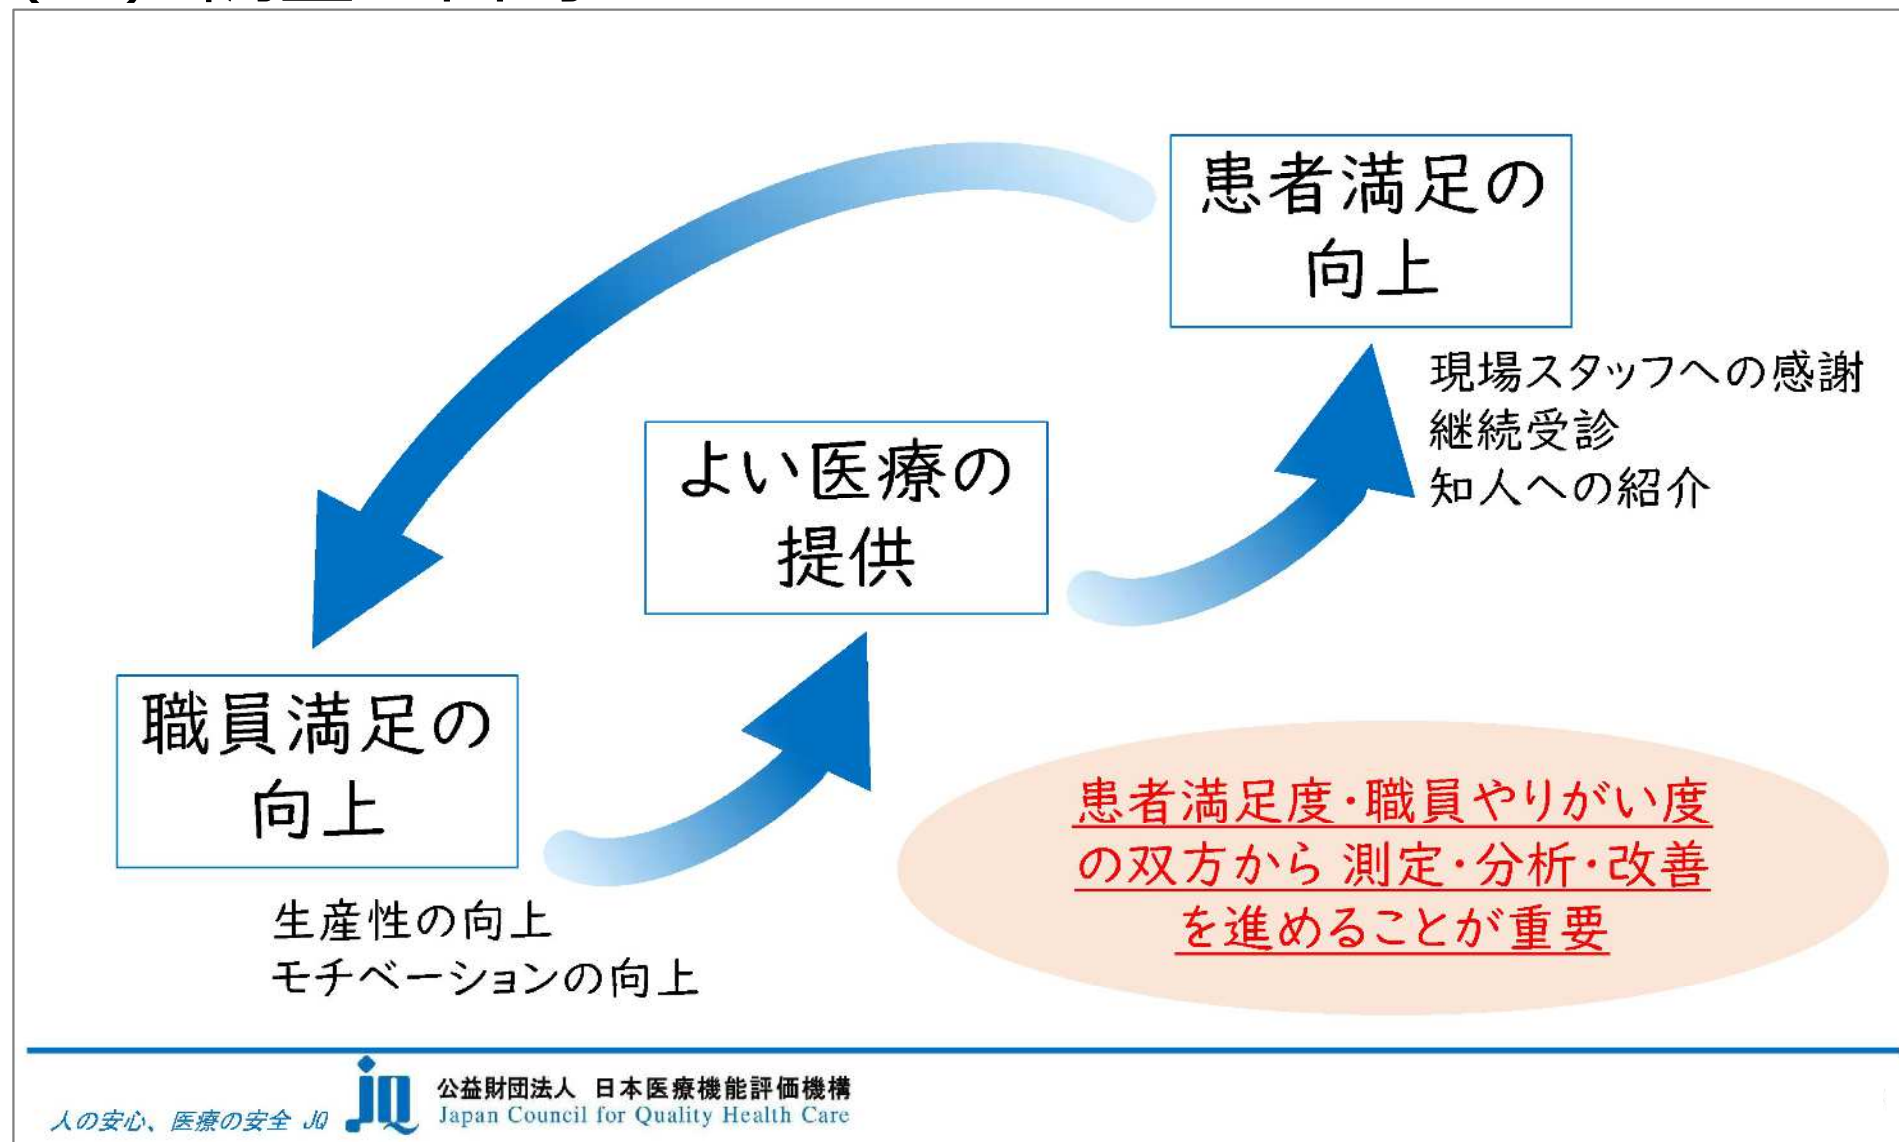 患者満足の
向上
現場スタッフへの感謝
継続受診
知人への紹介
よい医療の
提供
職員満足の
向上
生産性の向上
モチベーションの向上
患者満足度・職員やりがい度
の双方から 測定・分析・改善
を進めることが重要
人の安心、医療の安全 JQ
JQ
公益財団法人 日本医療機能評価機構
Japan Council for Quality Health Care